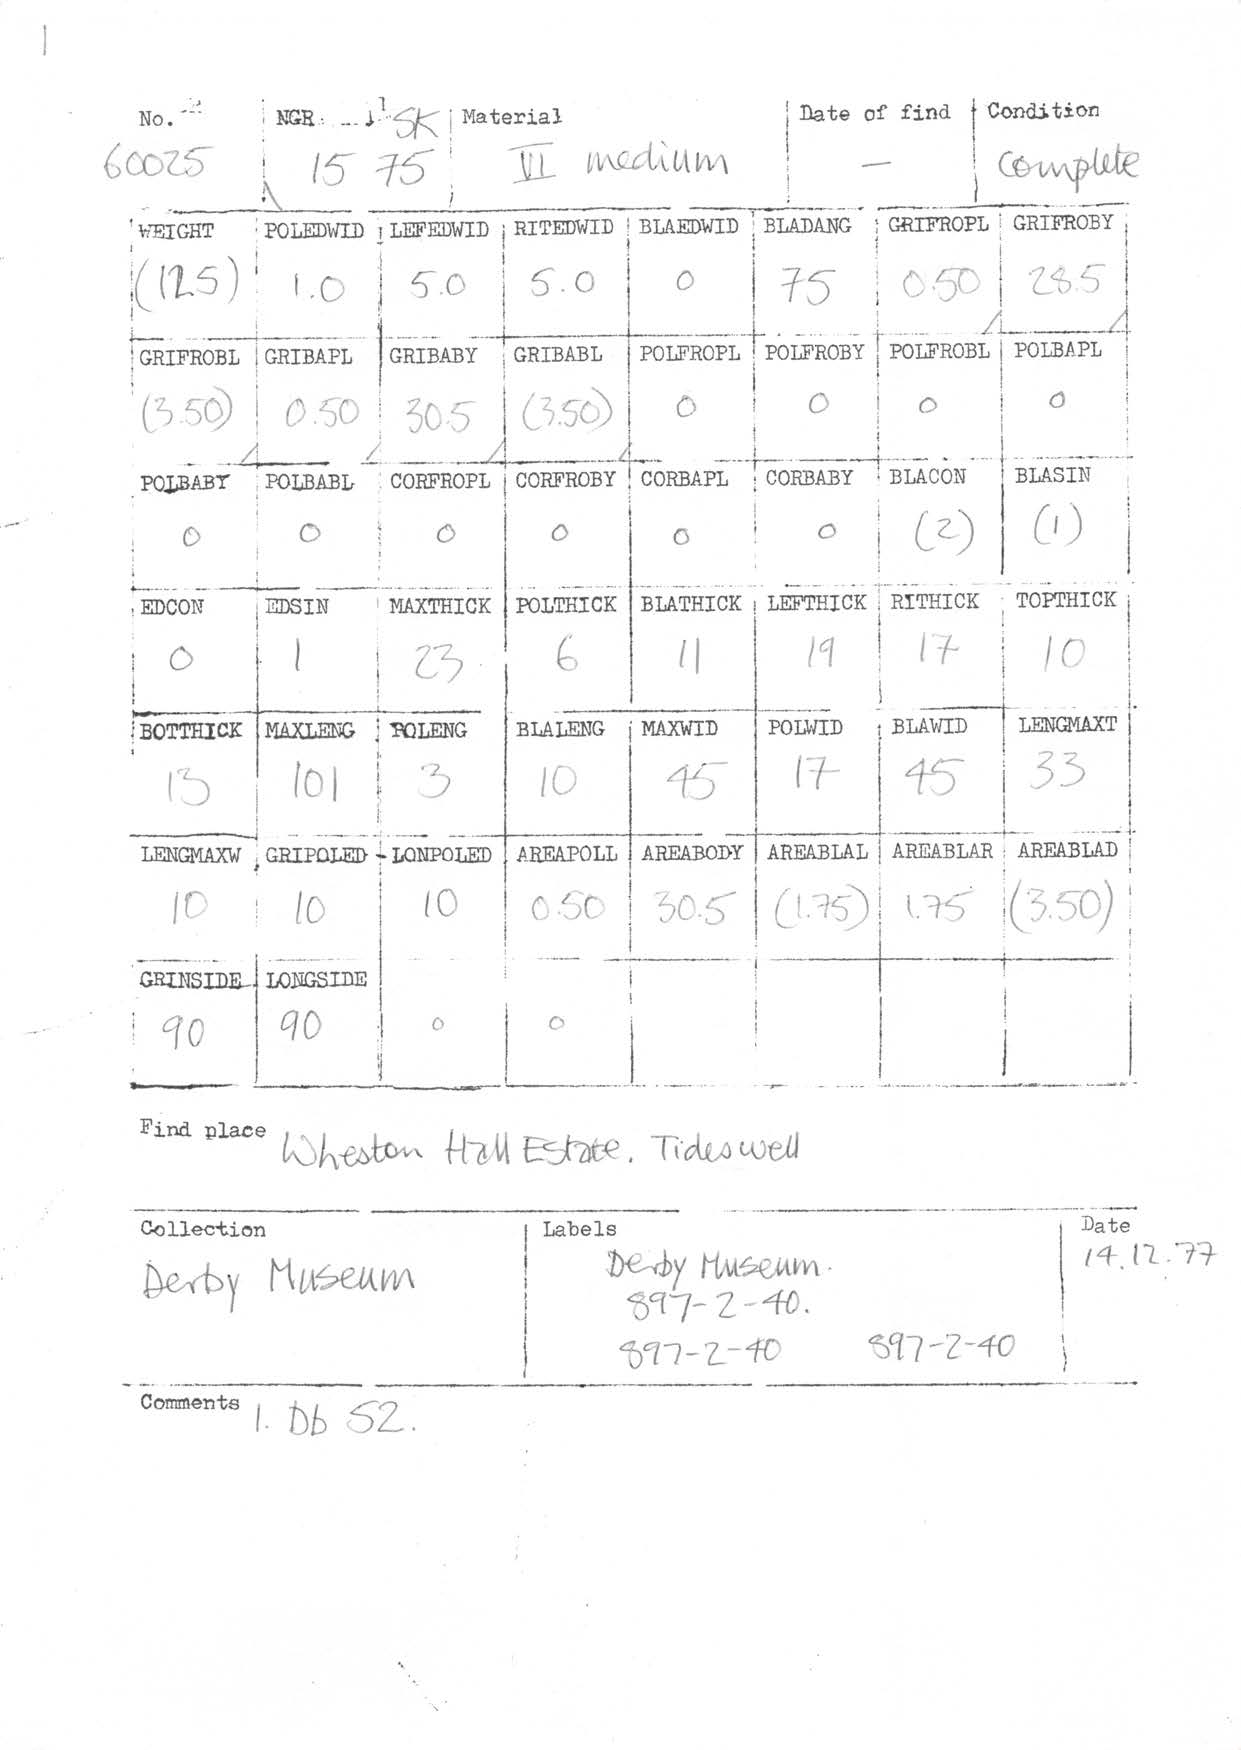 No. NGR SK Material Date of find Condition
60025 15 75 VI medium — complete
WEIGHT POLEDWID LEFEDWID RITEDWID BLAEDWID BLADANG GRIFROPL GRIFROBY
(125) 1.0 5.0 5.0 0 75 0.50 28.5
GRIFROBL GRIBAPL GRIBABY GRIBABL POLFROPL POLFROBY POLFROBL POLBAPL
(3.50) 0.50 30.5 (3.50) 0 0 0 0
POLBABY POLBABL CORFROPL CORFROBY CORBAPL CORBABY BLACON BLASIN
0 0 0 0 0 0 (2) (1)
EDCON EDSIN MAXTHICK POLTHICK BLATHICK LEFTHICK RITHICK TOPTHICK
0 1 23 6 11 19 17 10
BOTTHICK MAXLENG POLENG BLALENG MAXWID POLWID BLAWID LENGMAXT
13 101 3 10 45 17 45 33
LENGMAXW GRIPOLED LONPOLED AREAPOLL AREABODY AREABLAL AREABLAR AREABLAD
10 10 10 0.50 30.5 (1.75) 1.75 (3.50)
GRINSIDE LONGSIDE
90 90 0 0
Find place Wheston Hall Estate. Tideswell
Collection Labels Date
Derby Museum Derby Museum. 14.12.77
897-2-40.
897-2-40 897-2-40
Comments 1. Db 52.